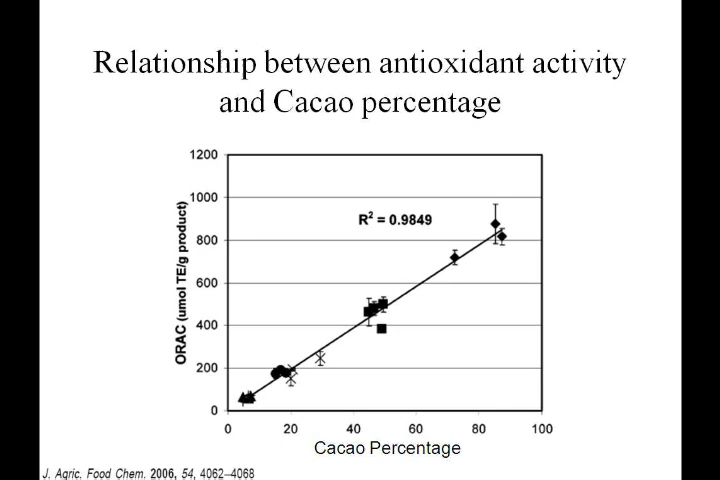 Relationship between antioxidant activity
and Cacao percentage
1200
1000
800
600
400
200
0
ORAC (umol TE/g product)
R² = 0.9849
0 20 40 60 80 100
Cacao Percentage
J. Agric. Food Chem. 2006, 54, 4062–4068